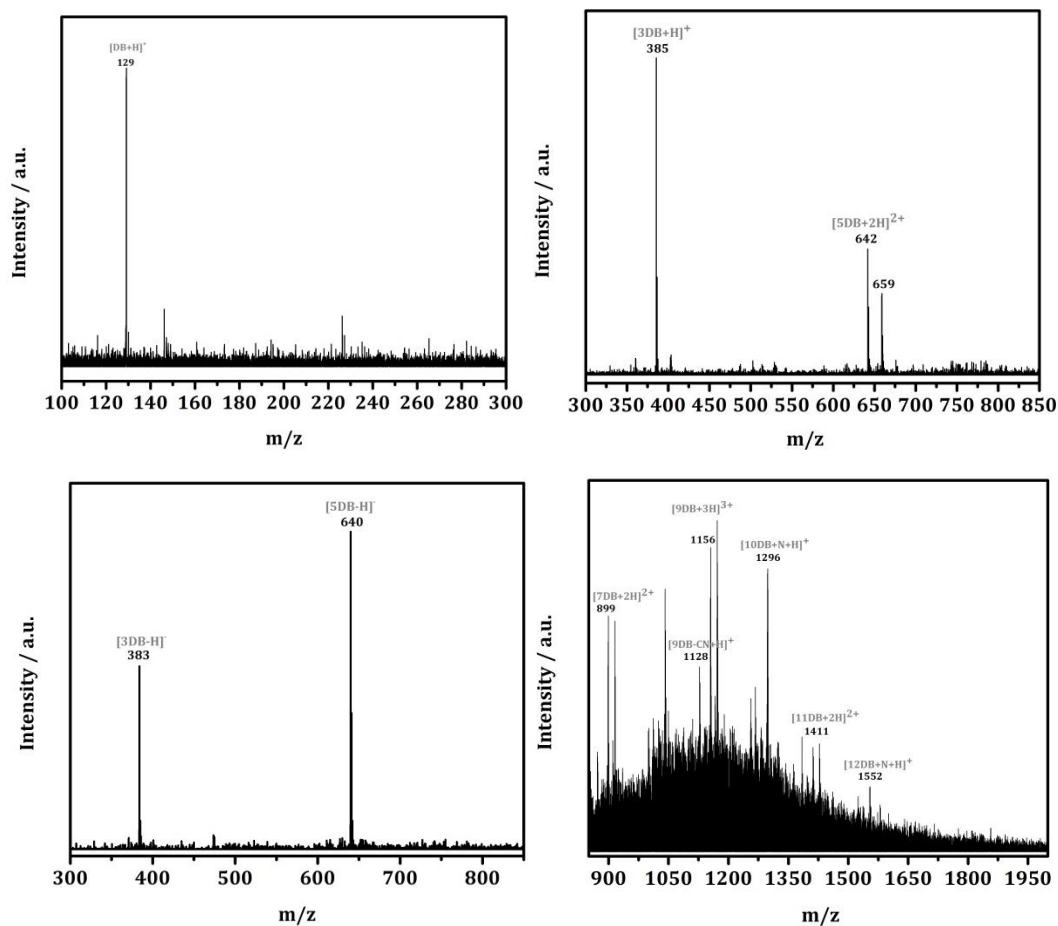 [DB+H]⁺
129
Intensity / a.u.
100 120 140 160 180 200 220 240 260 280 300
m/z
[3DB+H]⁺
385
[5DB+2H]²⁺
642
659
Intensity / a.u.
300 350 400 450 500 550 600 650 700 750 800 850
m/z
[5DB-H]⁻
640
[3DB-H]⁻
383
Intensity / a.u.
300 400 500 600 700 800
m/z
[9DB+3H]³⁺
1156
[10DB+N+H]⁺
1296
[7DB+2H]²⁺
899
[9DB-CN+H]⁺
1128
[11DB+2H]²⁺
1411
[12DB+N+H]⁺
1552
Intensity / a.u.
900 1050 1200 1350 1500 1650 1800 1950
m/z